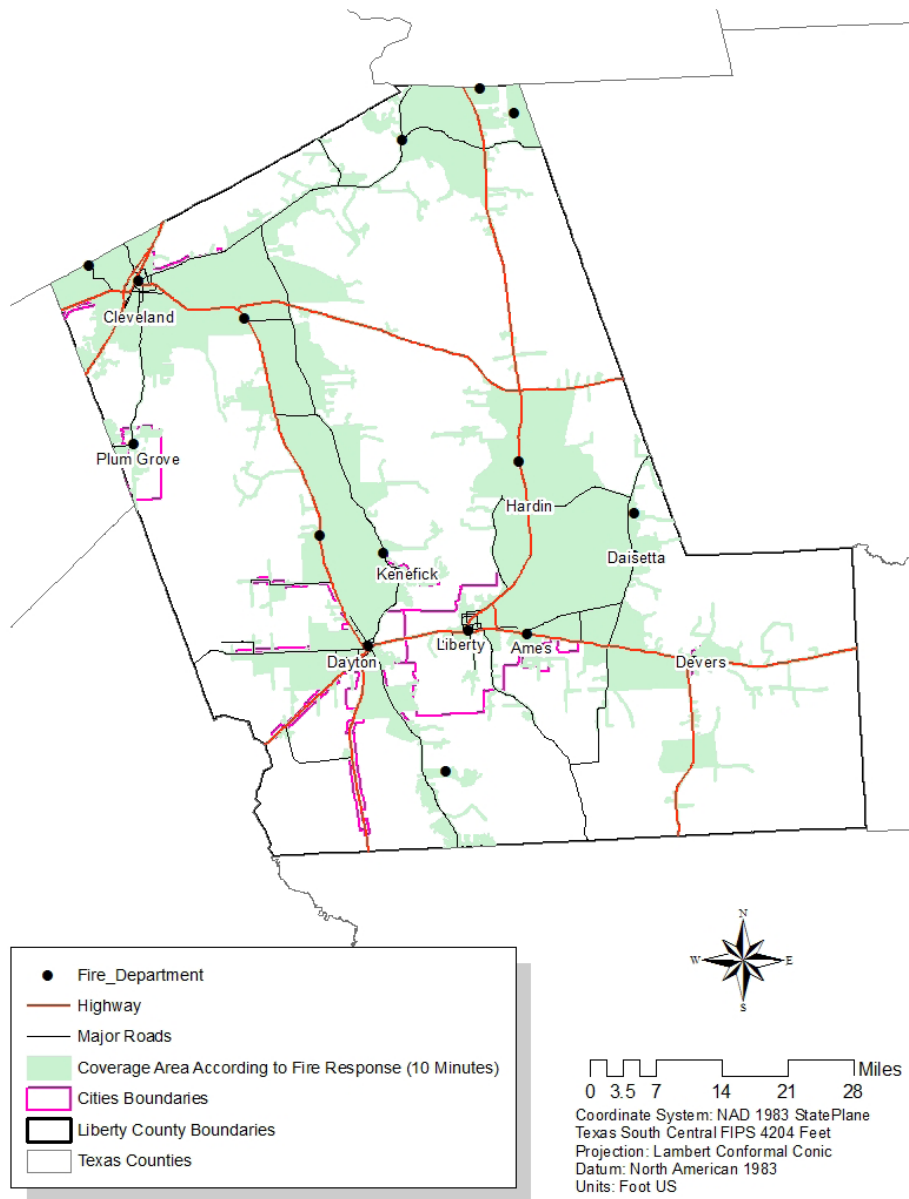 Cleveland
Plum Grove
Hardin
Daisetta
Kenefick
Liberty
Ames
Dayton
Devers
N
W
E
S
Fire_Department
Highway
Major Roads
Coverage Area According to Fire Response (10 Minutes)
Cities Boundaries
Liberty County Boundaries
Texas Counties
Miles
0 3.5 7 14 21 28
Coordinate System: NAD 1983 StatePlane
Texas South Central FIPS 4204 Feet
Projection: Lambert Conformal Conic
Datum: North American 1983
Units: Foot US